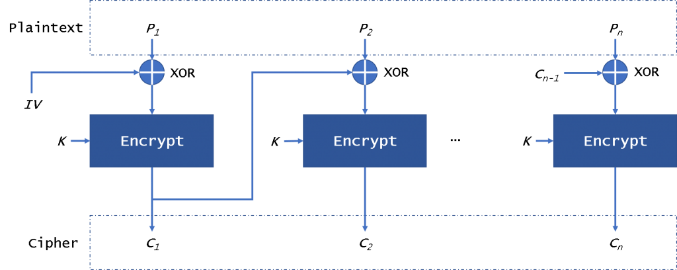 Plaintext P1 P2 Pn
XOR XOR Cn-1 XOR
IV
K Encrypt K Encrypt ... K Encrypt
Cipher C1 C2 Cn